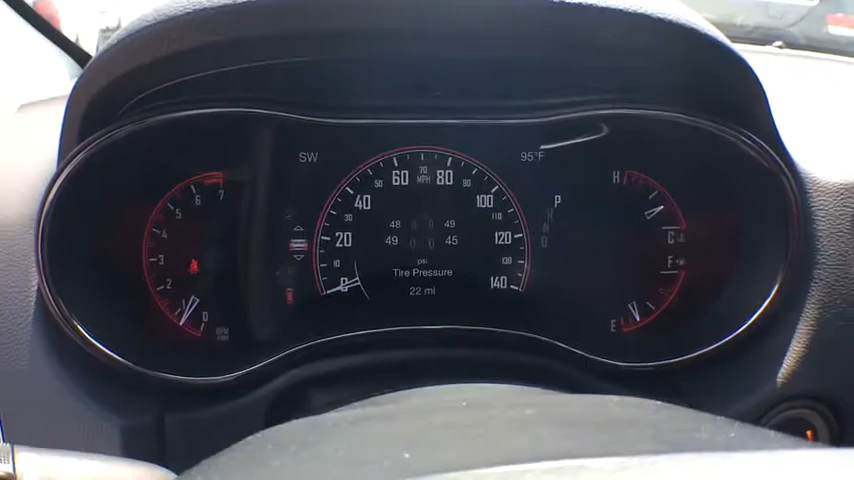 SW 95°F
0 1 2 3 4 5 6 7
RPM
0 10 20 30 40 50 60 70 80 90 100 110 120 130 140
MPH
48 49
49 45
psi
Tire Pressure
22 mi
P
R
N
D
H
C
F
E